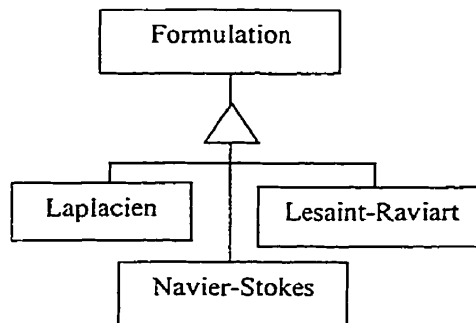 Formulation
Laplacien
Lesaint-Raviart
Navier-Stokes